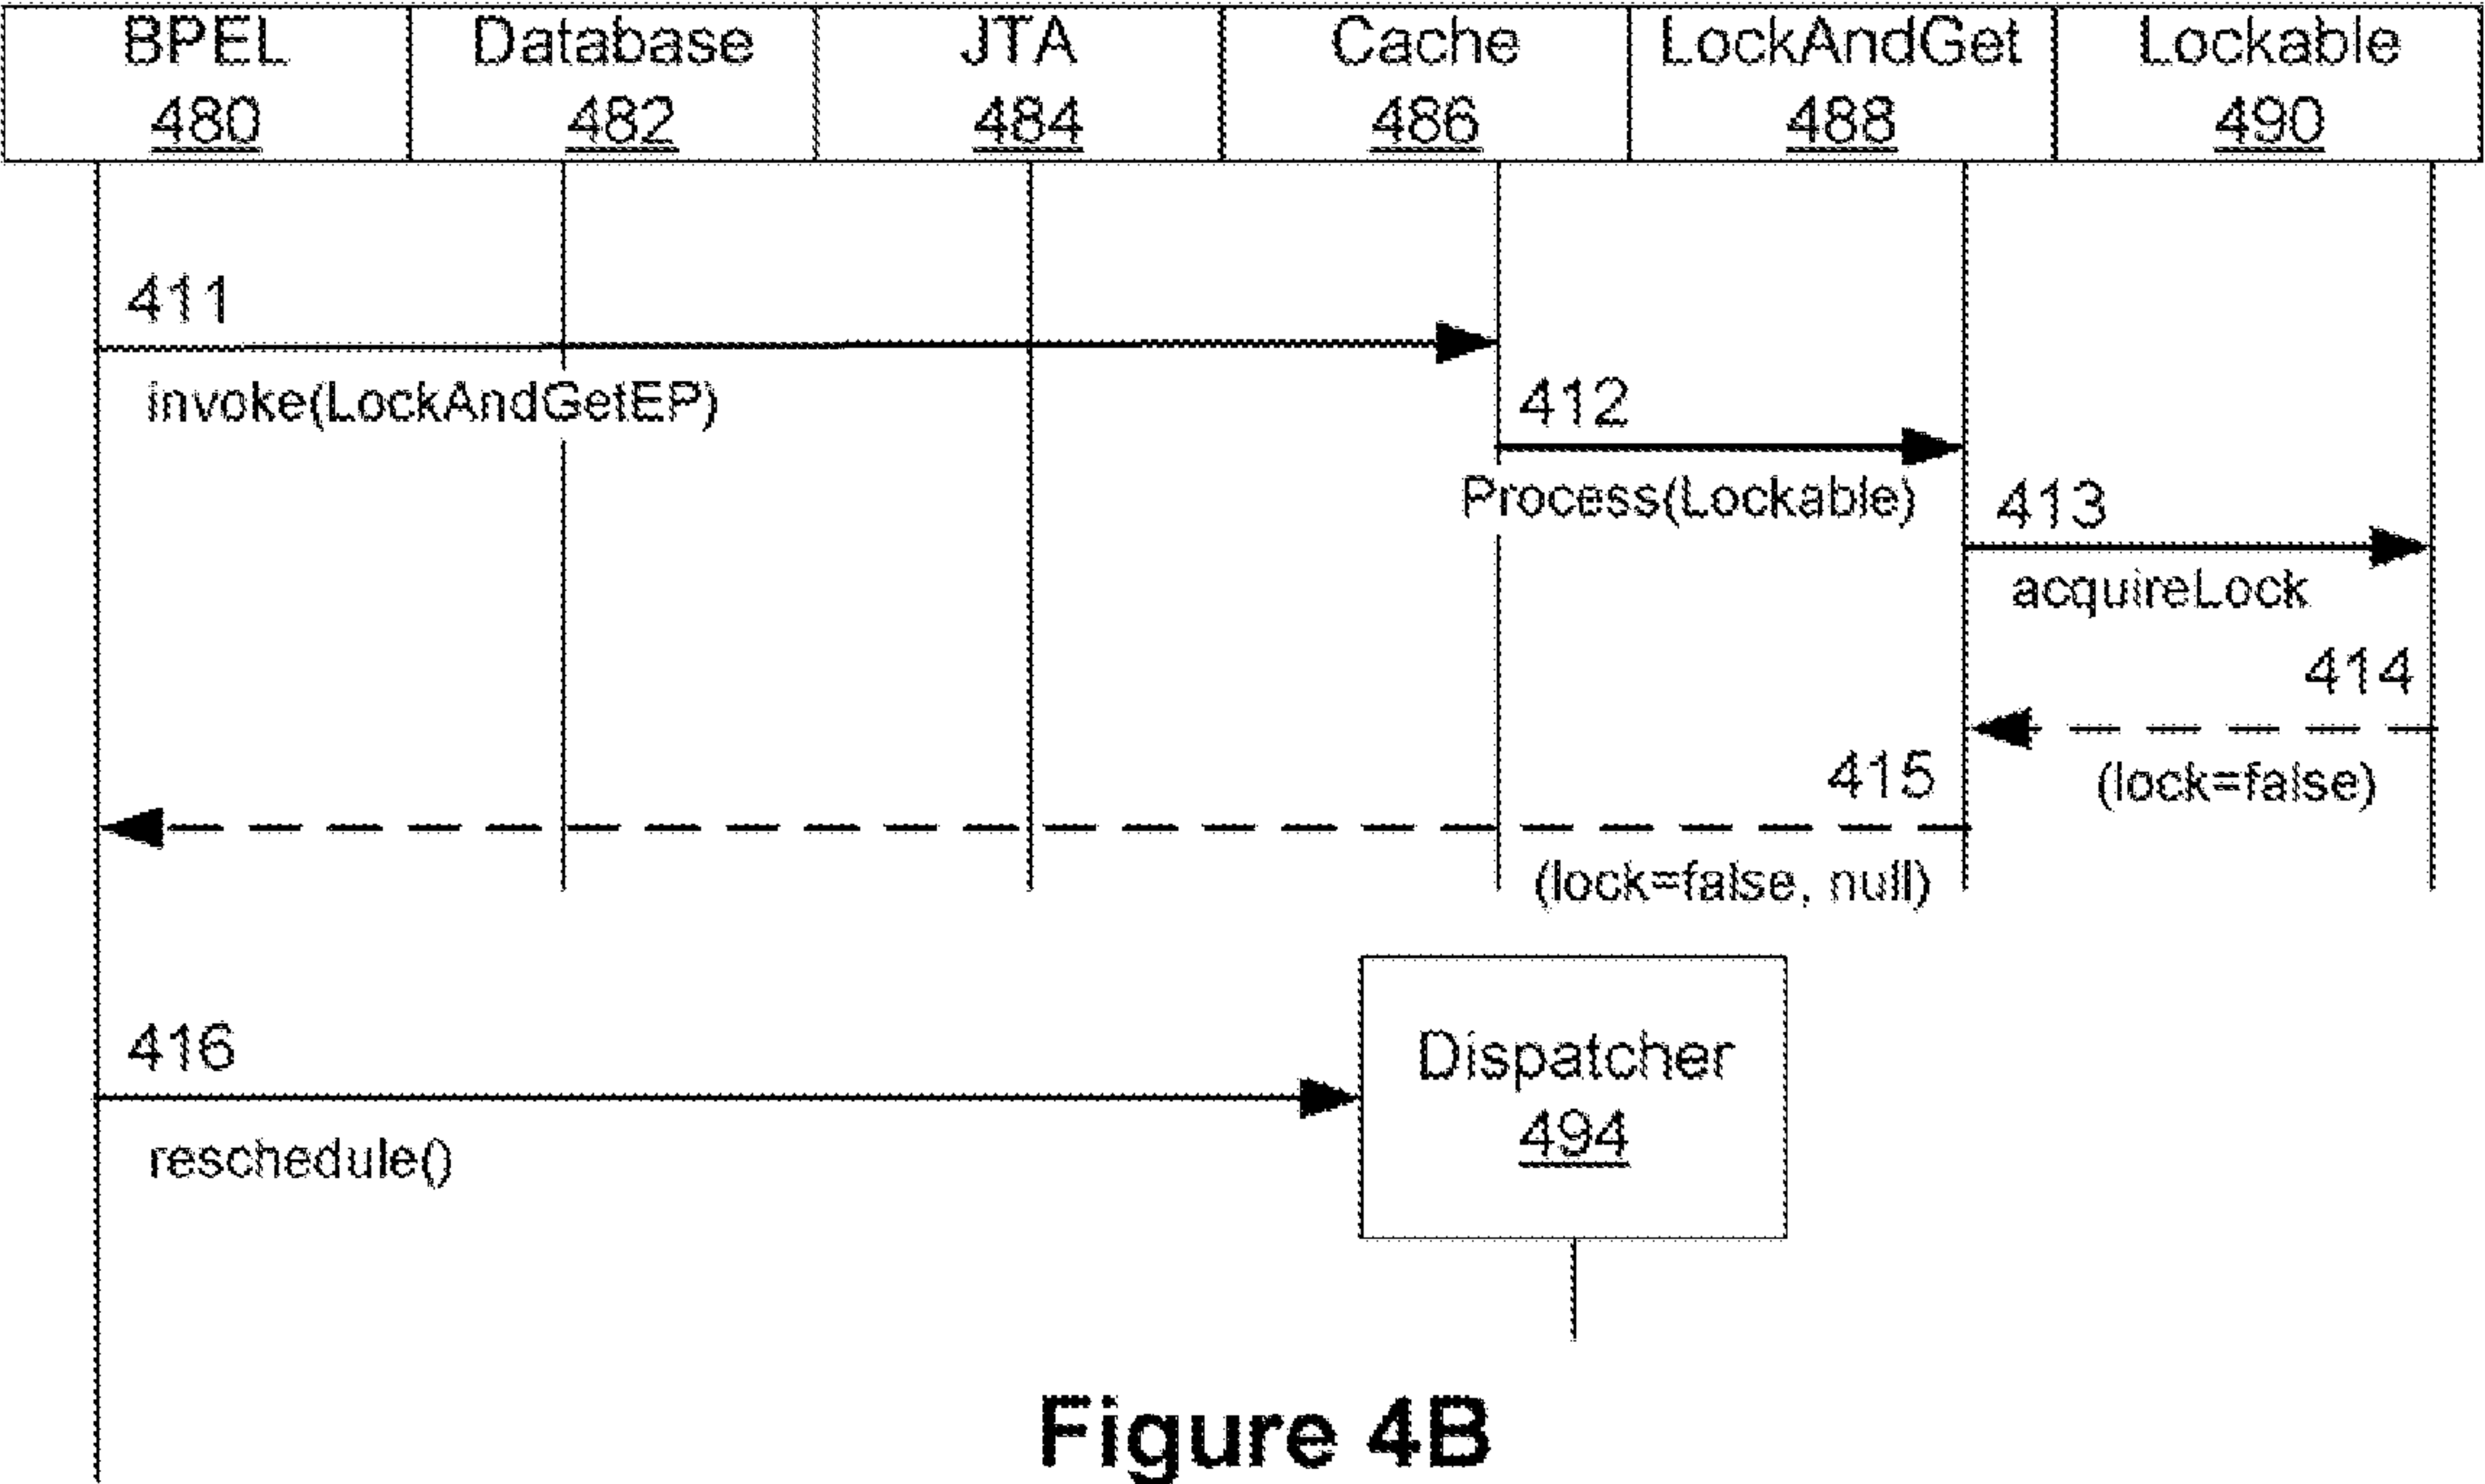 BPEL
480
Database
482
JTA
484
Cache
486
LockAndGet
488
Lockable
490
411
invoke(LockAndGetEP)
412
Process(Lockable)
413
acquireLock
414
(lock=false)
415
(lock=false, null)
416
reschedule()
Dispatcher
494
Figure 4B